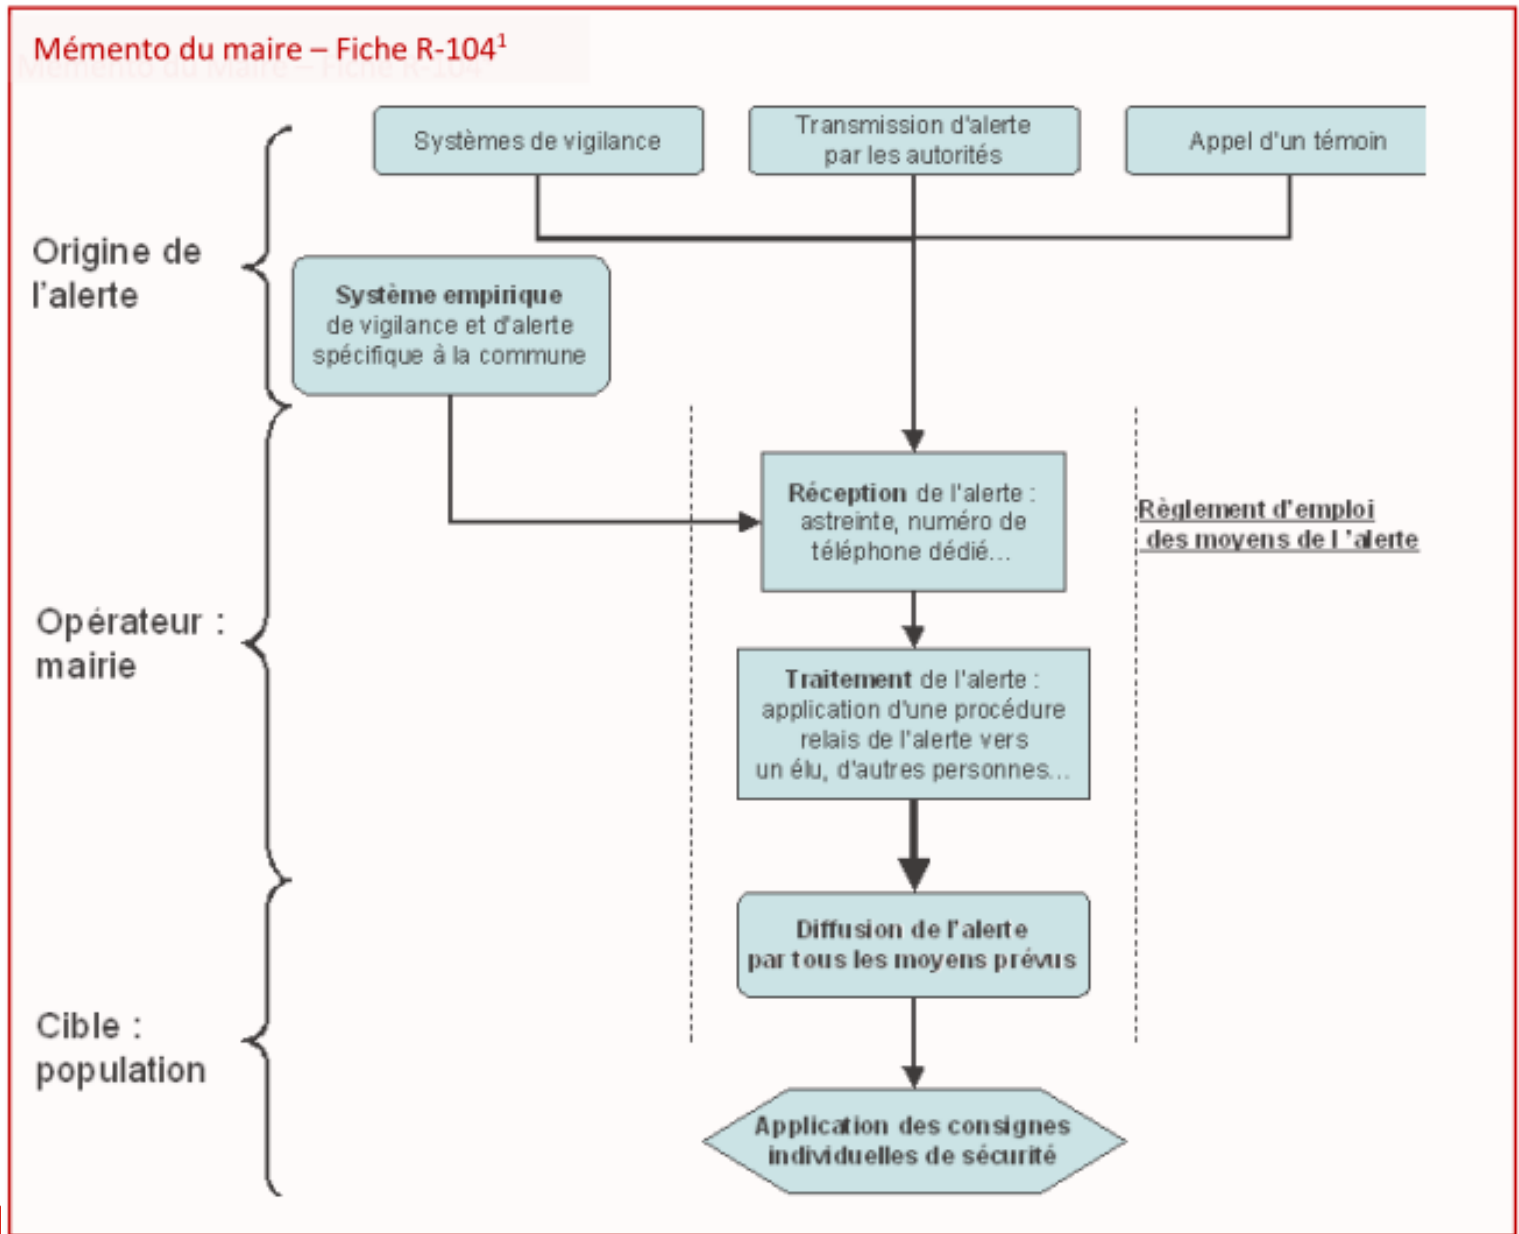 Mémento du maire – Fiche R-104¹
Systèmes de vigilance
Transmission d'alerte
par les autorités
Appel d'un témoin
Origine de
l'alerte
Système empirique
de vigilance et d'alerte
spécifique à la commune
Réception de l'alerte :
astreinte, numéro de
téléphone dédié...
Règlement d'emploi
des moyens de l 'alerte
Opérateur :
mairie
Traitement de l'alerte :
application d'une procédure
relais de l'alerte vers
un élu, d'autres personnes...
Diffusion de l'alerte
par tous les moyens prévus
Cible :
population
Application des consignes
individuelles de sécurité